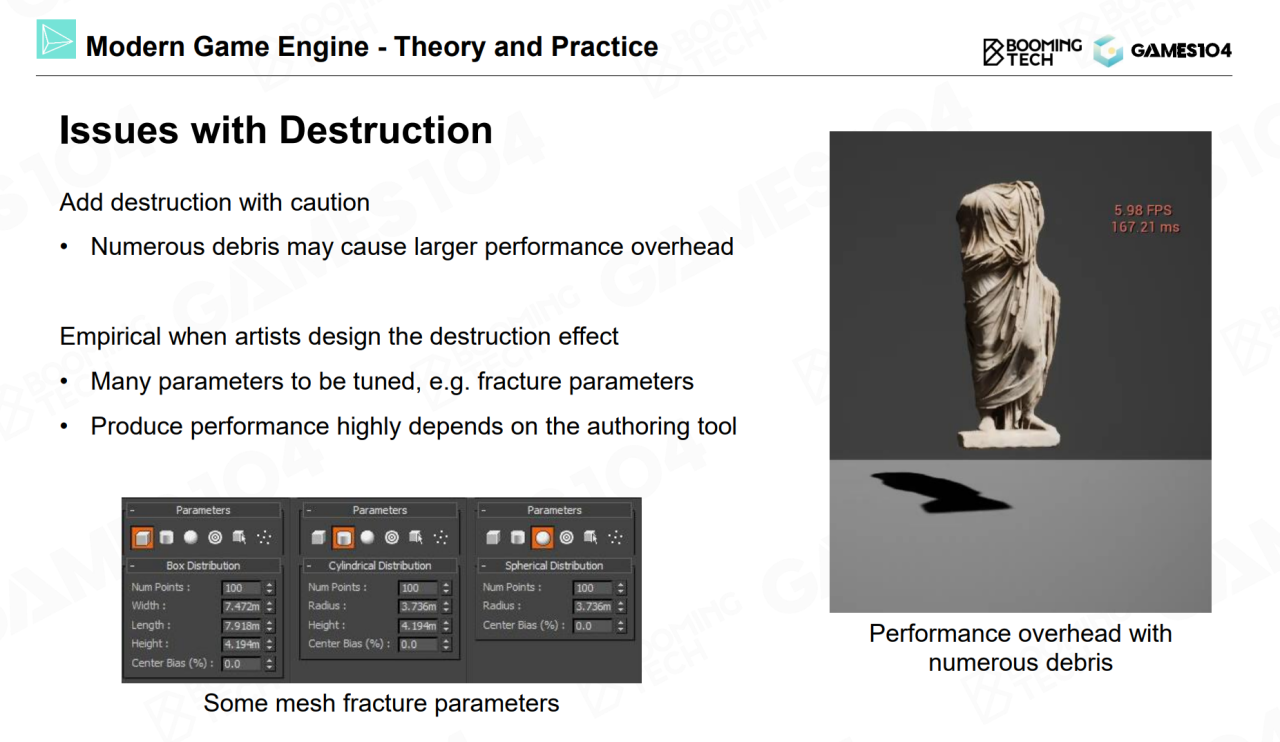 Modern Game Engine - Theory and Practice
BOOMING
TECH
GAMES104
Issues with Destruction
Add destruction with caution
• Numerous debris may cause larger performance overhead
Empirical when artists design the destruction effect
• Many parameters to be tuned, e.g. fracture parameters
• Produce performance highly depends on the authoring tool
- Parameters
- Box Distribution
Num Points : 100
Width : 7.472m
Length : 7.918m
Height : 4.194m
Center Bias (%) : 0.0
- Parameters
- Cylindrical Distribution
Num Points : 100
Radius : 3.736m
Height : 4.194m
Center Bias (%) : 0.0
- Parameters
- Spherical Distribution
Num Points : 100
Radius : 3.736m
Center Bias (%) : 0.0
Some mesh fracture parameters
5.98 FPS
167.21 ms
Performance overhead with
numerous debris